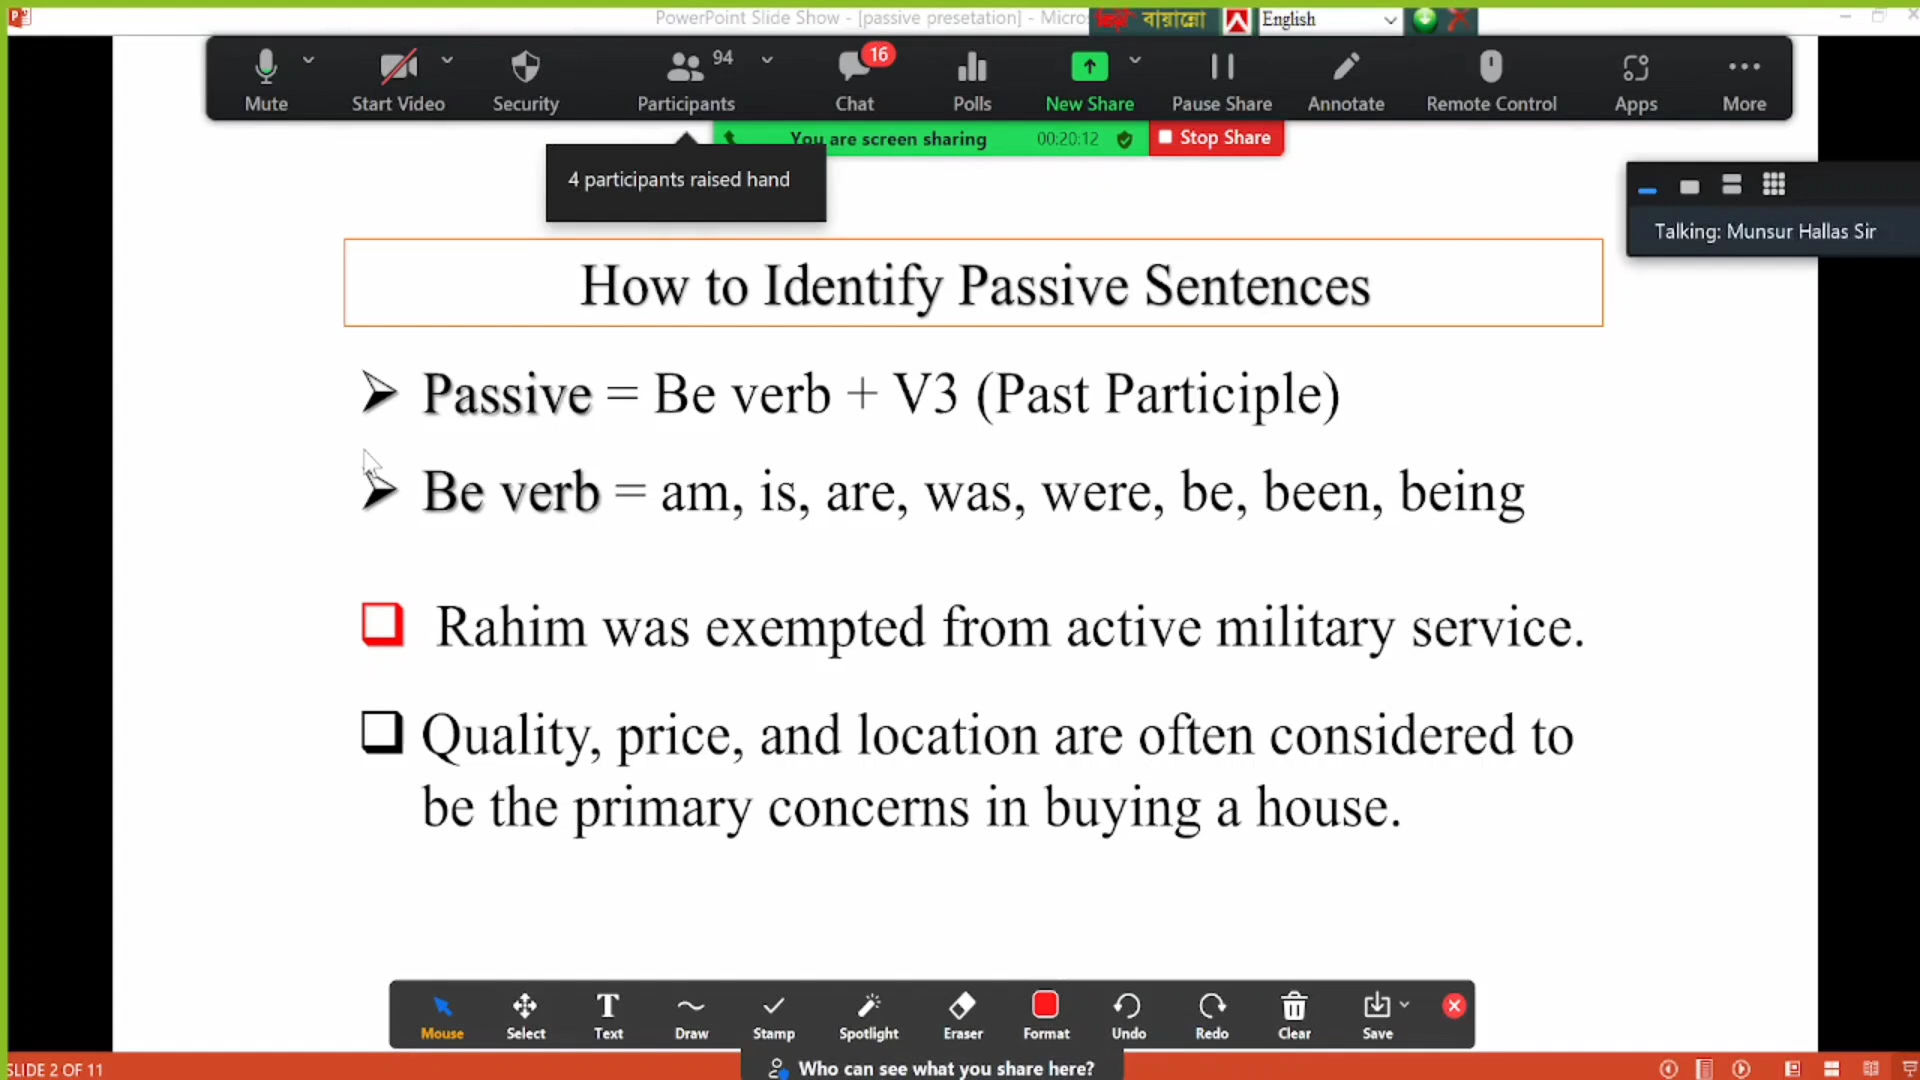 PowerPoint Slide Show - [passive presetation] - Micros
বায়ান্নো
English
Mute
Start Video
Security
94
Participants
16
Chat
Polls
New Share
Pause Share
Annotate
Remote Control
Apps
More
You are screen sharing 00:20:12 Stop Share
4 participants raised hand
Talking: Munsur Hallas Sir
How to Identify Passive Sentences
Passive = Be verb + V3 (Past Participle)
Be verb = am, is, are, was, were, be, been, being
Rahim was exempted from active military service.
Quality, price, and location are often considered to
be the primary concerns in buying a house.
Mouse Select Text Draw Stamp Spotlight Eraser Format Undo Redo Clear Save
Who can see what you share here?
SLIDE 2 OF 11